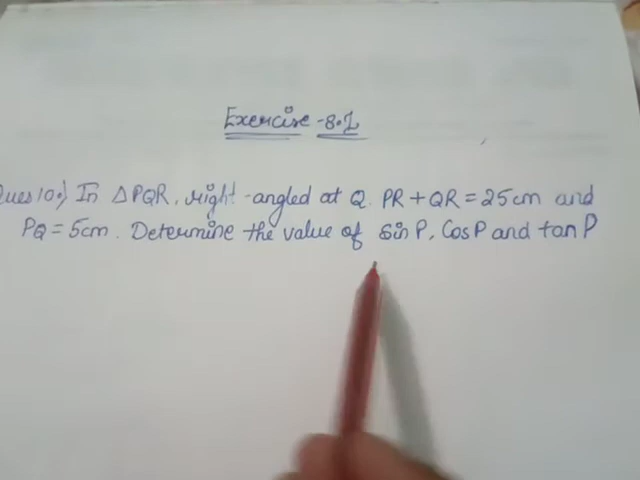 Exercise - 8.1
Ques 10.) In △PQR, right-angled at Q. PR + QR = 25cm and
PQ = 5cm. Determine the value of sin P, Cos P and tan P